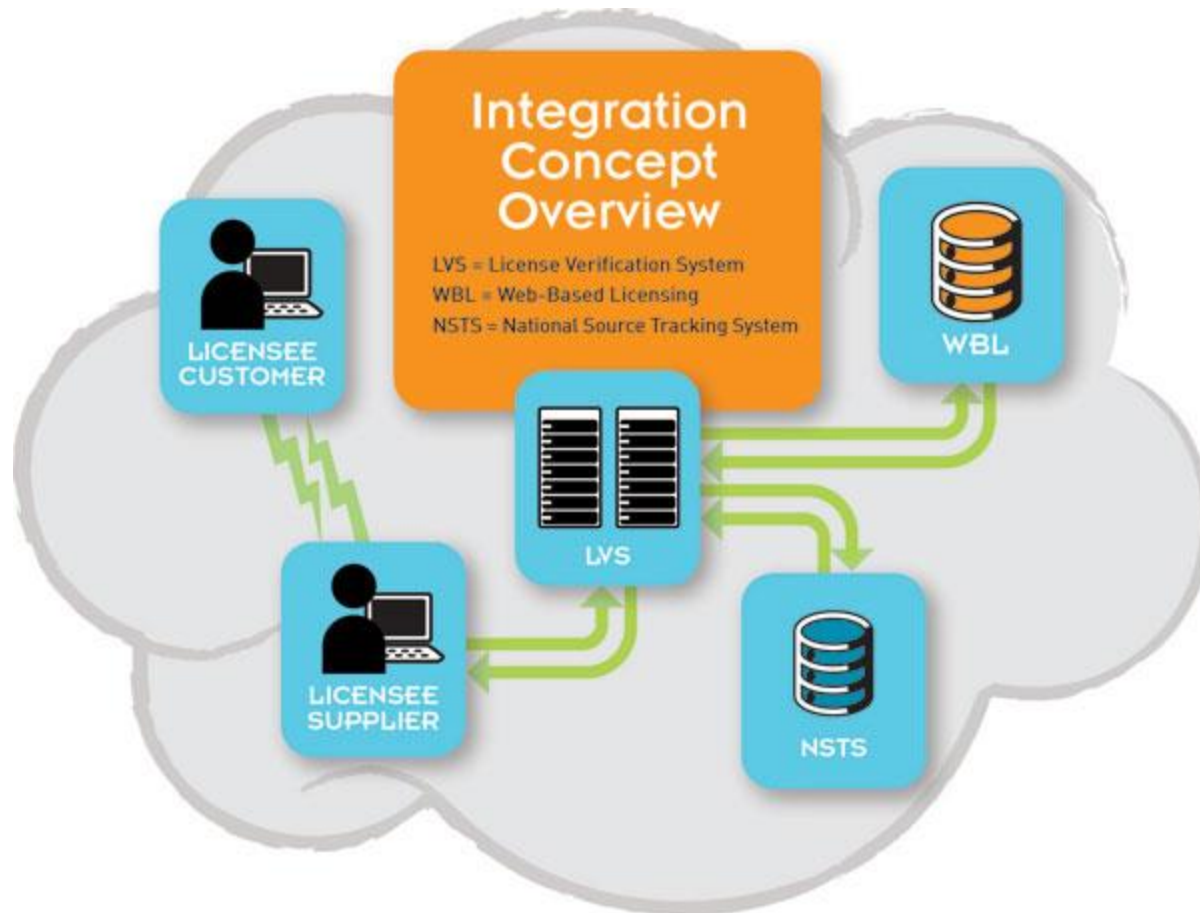 Integration
Concept
Overview
LVS = License Verification System
WBL = Web-Based Licensing
NSTS = National Source Tracking System
LICENSEE
CUSTOMER
WBL
LVS
LICENSEE
SUPPLIER
NSTS